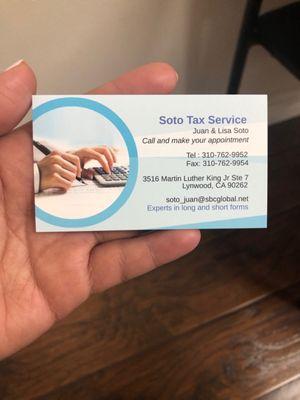 Soto Tax Service
Juan & Lisa Soto
Call and make your appointment
Tel : 310-762-9952
Fax: 310-762-9954
3516 Martin Luther King Jr Ste 7
Lynwood, CA 90262
soto_juan@sbcglobal.net
Experts in long and short forms